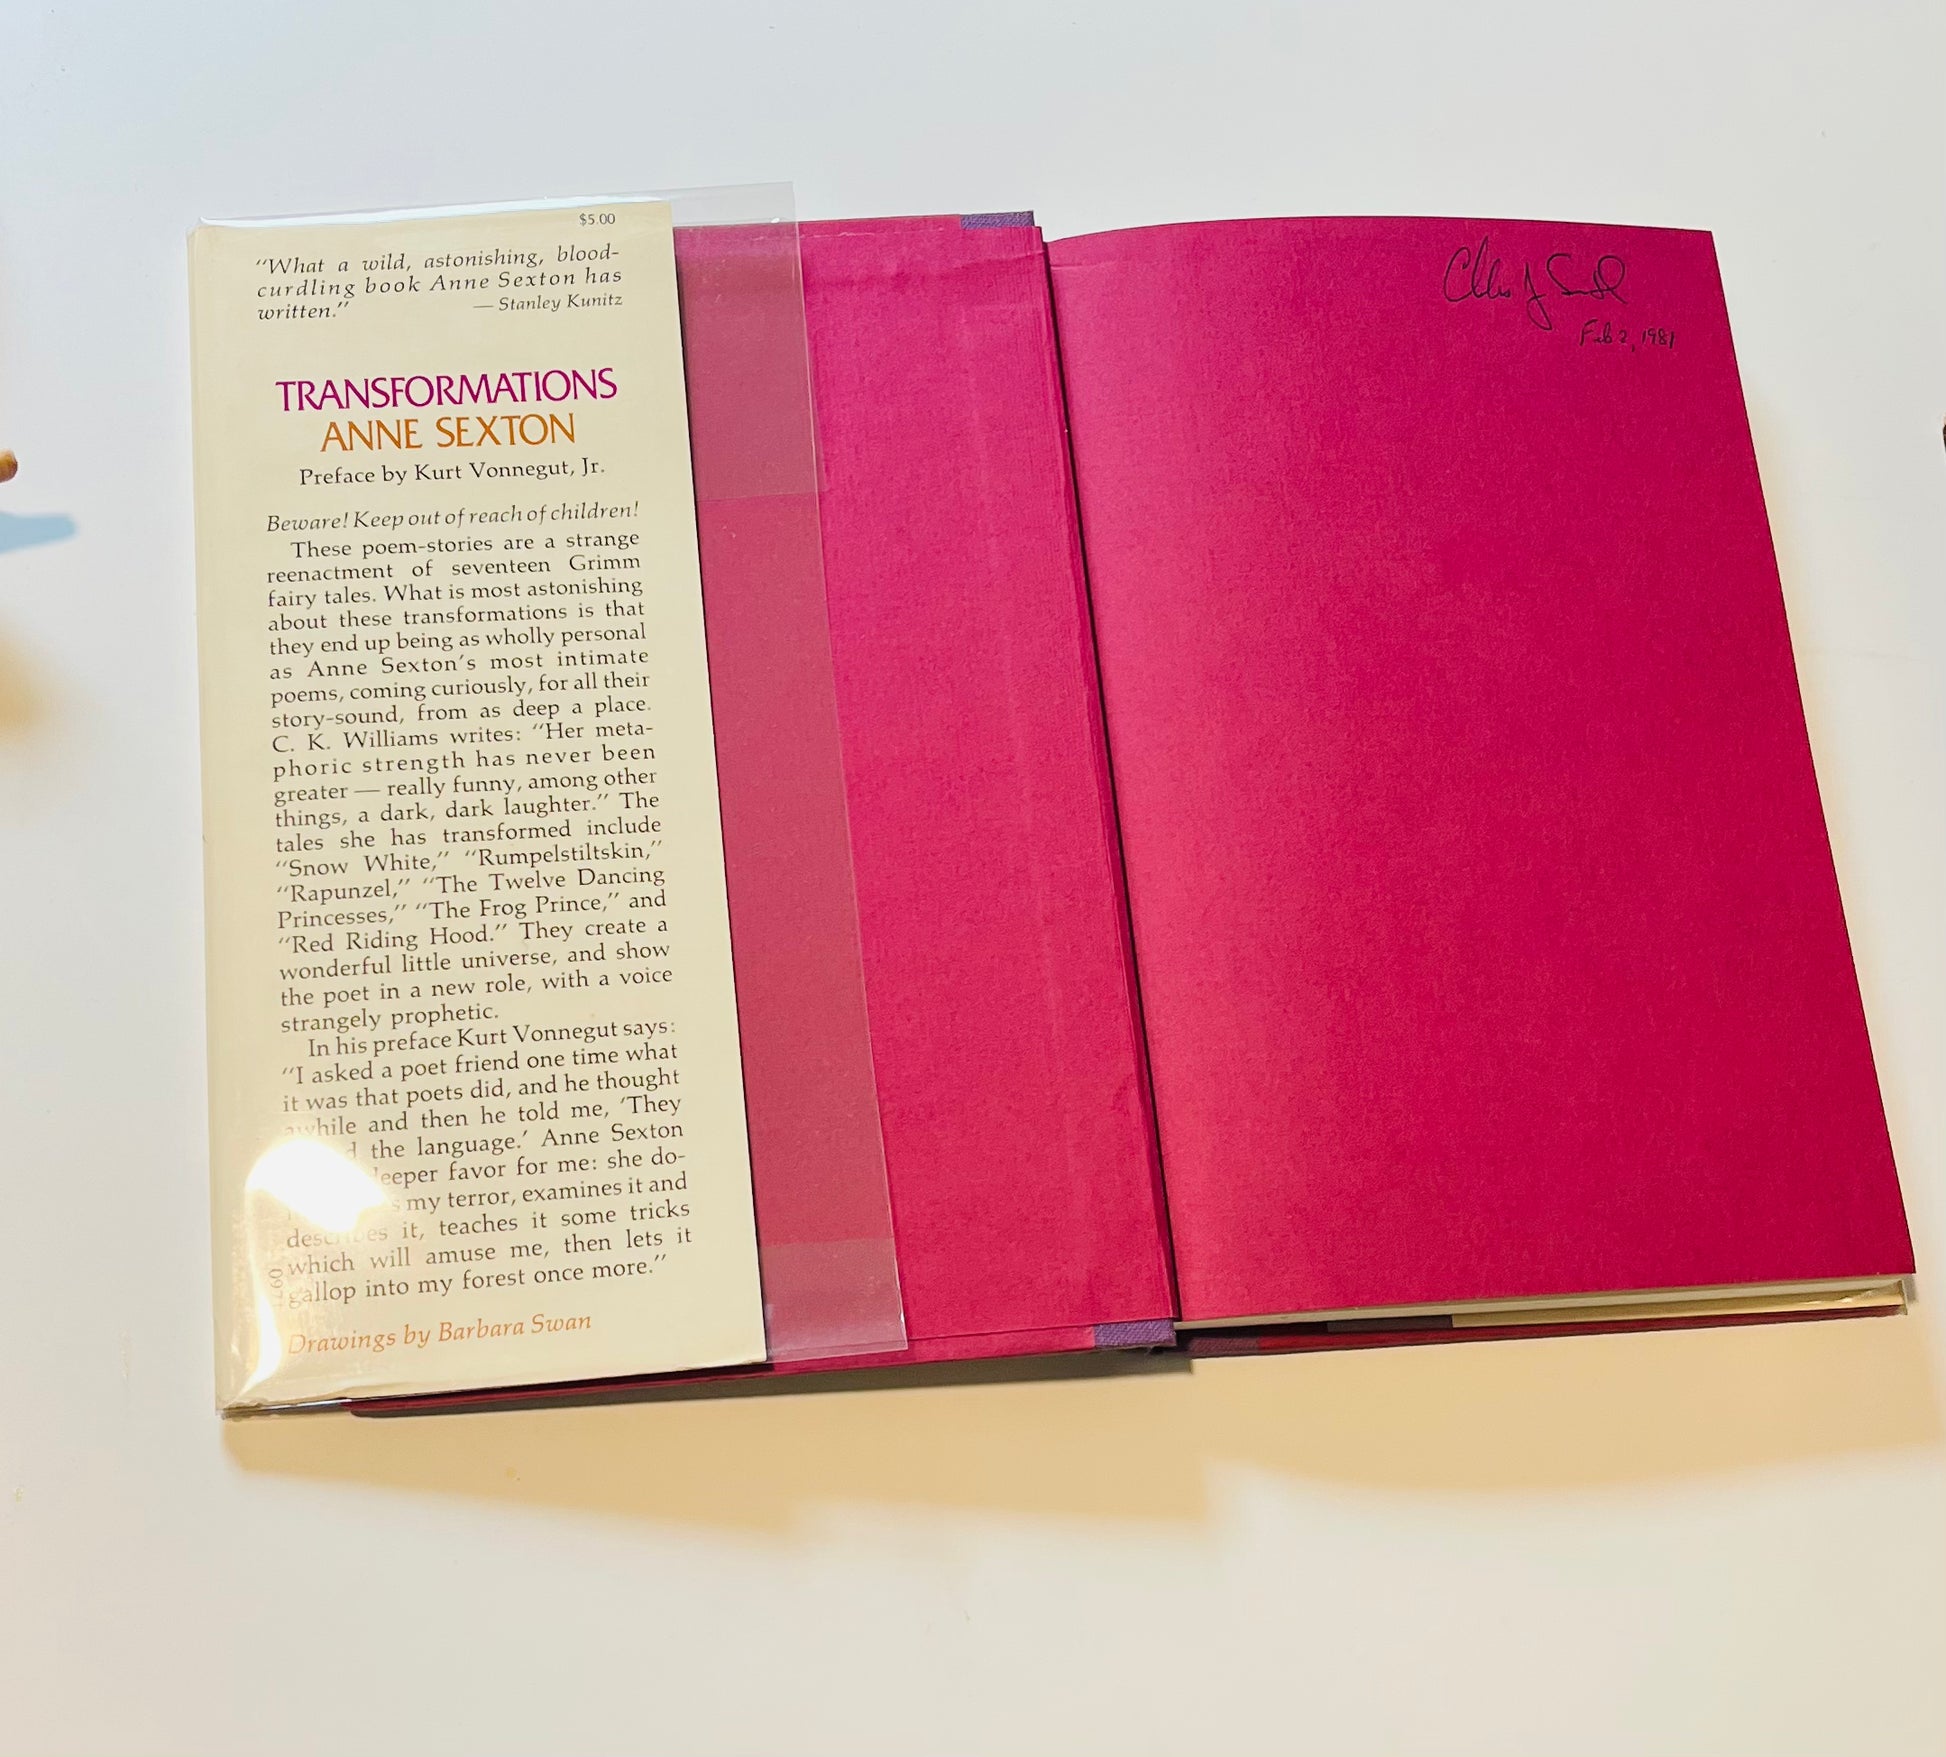 $5.00
“What a wild, astonishing, blood-
curdling book Anne Sexton has
written.” — Stanley Kunitz
TRANSFORMATIONS
ANNE SEXTON
Preface by Kurt Vonnegut, Jr.
Beware! Keep out of reach of children!
These poem-stories are a strange
reenactment of seventeen Grimm
fairy tales. What is most astonishing
about these transformations is that
they end up being as wholly personal
as Anne Sexton’s most intimate
poems, coming curiously, for all their
story-sound, from as deep a place.
C. K. Williams writes: “Her meta-
phoric strength has never been
greater — really funny, among other
things, a dark, dark laughter.” The
tales she has transformed include
“Snow White,” “Rumpelstiltskin,”
“Rapunzel,” “The Twelve Dancing
Princesses,” “The Frog Prince,” and
“Red Riding Hood.” They create a
wonderful little universe, and show
the poet in a new role, with a voice
strangely prophetic.
In his preface Kurt Vonnegut says:
“I asked a poet friend one time what
it was that poets did, and he thought
awhile and then he told me, ‘They
the language.’ Anne Sexton
deeper favor for me: she do-
my terror, examines it and
describes it, teaches it some tricks
which will amuse me, then lets it
gallop into my forest once more.”
Drawings by Barbara Swan
Feb 2, 1981